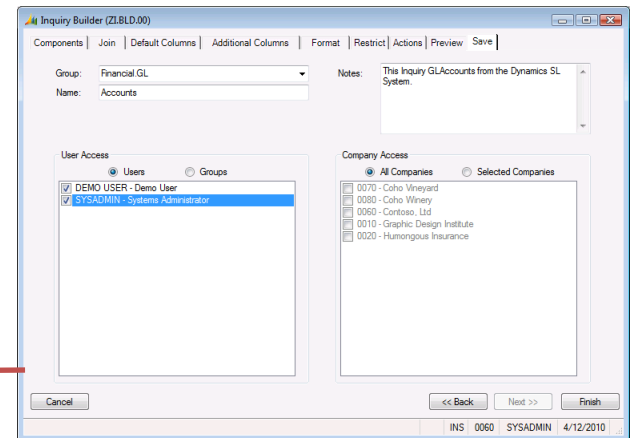 Inquiry Builder (ZI.BLD.00)
Components Join Default Columns Additional Columns Format Restrict Actions Preview Save
Group: Financial.GL Notes: This Inquiry GLAccounts from the Dynamics SL
System.
Name: Accounts
User Access Company Access
Users Groups All Companies Selected Companies
DEMO USER - Demo User 0070 - Coho Vineyard
SYSADMIN - Systems Administrator 0080 - Coho Winery
0060 - Contoso, Ltd
0010 - Graphic Design Institute
0020 - Humongous Insurance
Cancel << Back Next >> Finish
INS 0060 SYSADMIN 4/12/2010